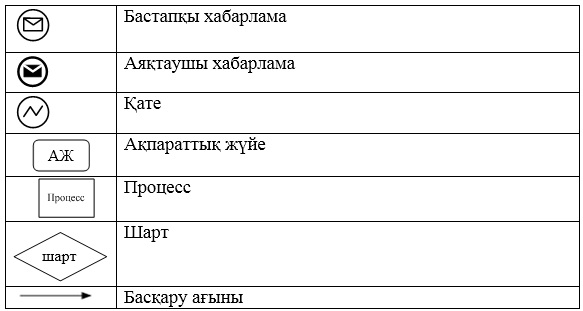 Бастапқы хабарлама
Аяқтаушы хабарлама
Қате
АЖ
Ақпараттық жүйе
Процесс
Процесс
шарт
Шарт
Басқару ағыны